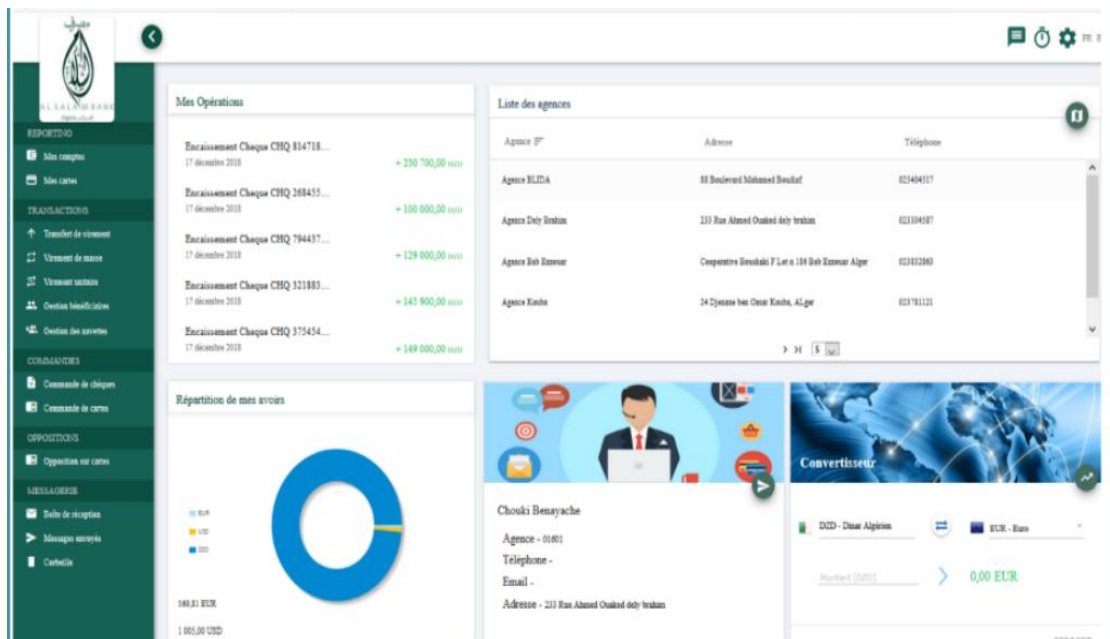 AL SALAM BANK
FR
REPORTING
Mes comptes
Mes cartes
TRANSACTIONS
Transfert de virement
Virement de masse
Virement unitaire
Gestion bénéficiaires
Gestion des navettes
COMMANDES
Commande de chèques
Commande de cartes
OPPOSITIONS
Opposition sur cartes
MESSAGERIE
Boîte de réception
Messages envoyés
Corbeille
Mes Opérations
Encaissement Cheque CHQ 814718...
17 décembre 2018
+ 230 700,00
Encaissement Cheque CHQ 268455...
17 décembre 2018
+ 100 000,00
Encaissement Cheque CHQ 794437...
17 décembre 2018
+ 129 000,00
Encaissement Cheque CHQ 321883...
17 décembre 2018
+ 145 900,00
Encaissement Cheque CHQ 375454...
17 décembre 2018
+ 149 000,00
Liste des agences
Agence Adresse Téléphone
Agence BLIDA 88 Boulevard Mohamed Boudiaf 025404517
Agence Dely Ibrahim 233 Rue Ahmed Ouaked dely brahim 023304587
Agence Bab Ezzouar Cooperative Boushaki F Lot n 186 Bab Ezzouar Alger 023832863
Agence Kouba 24 Djenane ben Omar Kouba, ALger 023781121
5
Répartition de mes avoirs
EUR
USD
DZD
569,81 EUR
1 005,00 USD
Chouki Benayache
Agence - 01601
Téléphone -
Email -
Adresse - 233 Rue Ahmed Ouaked dely brahim
Convertisseur
DZD - Dinar Algérien
EUR - Euro
Montant (DZD)
0,00 EUR